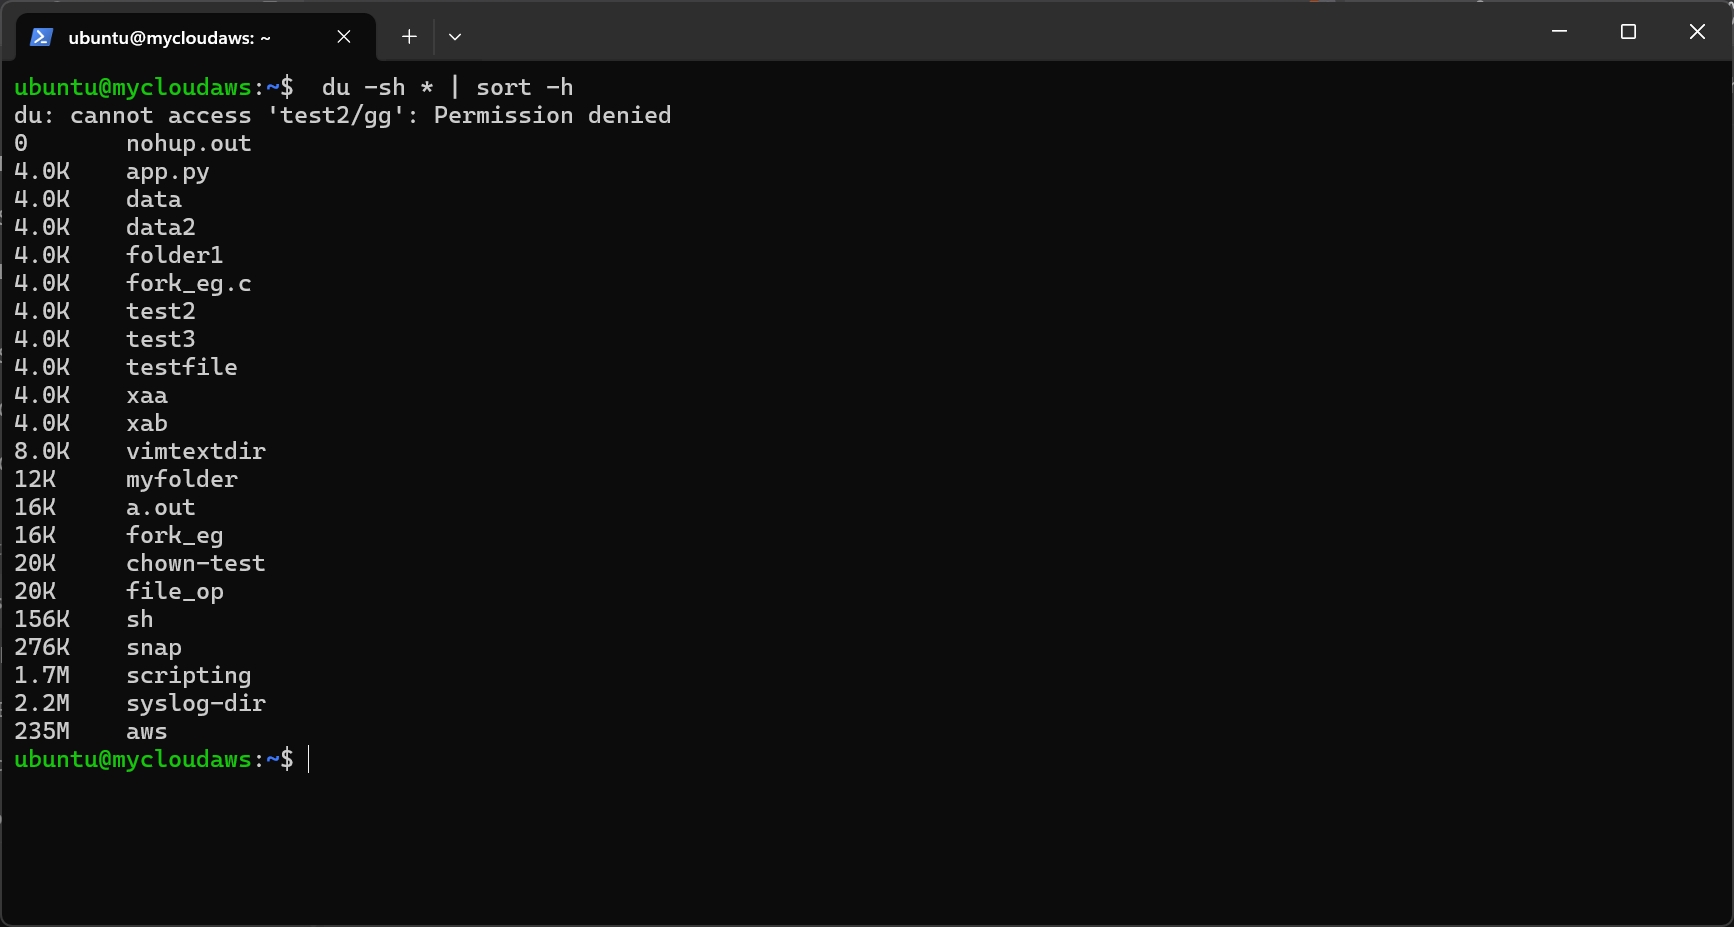 ubuntu@mycloudaws: ~
ubuntu@mycloudaws:~$  du -sh * | sort -h
du: cannot access 'test2/gg': Permission denied
0       nohup.out
4.0K    app.py
4.0K    data
4.0K    data2
4.0K    folder1
4.0K    fork_eg.c
4.0K    test2
4.0K    test3
4.0K    testfile
4.0K    xaa
4.0K    xab
8.0K    vimtextdir
12K     myfolder
16K     a.out
16K     fork_eg
20K     chown-test
20K     file_op
156K    sh
276K    snap
1.7M    scripting
2.2M    syslog-dir
235M    aws
ubuntu@mycloudaws:~$